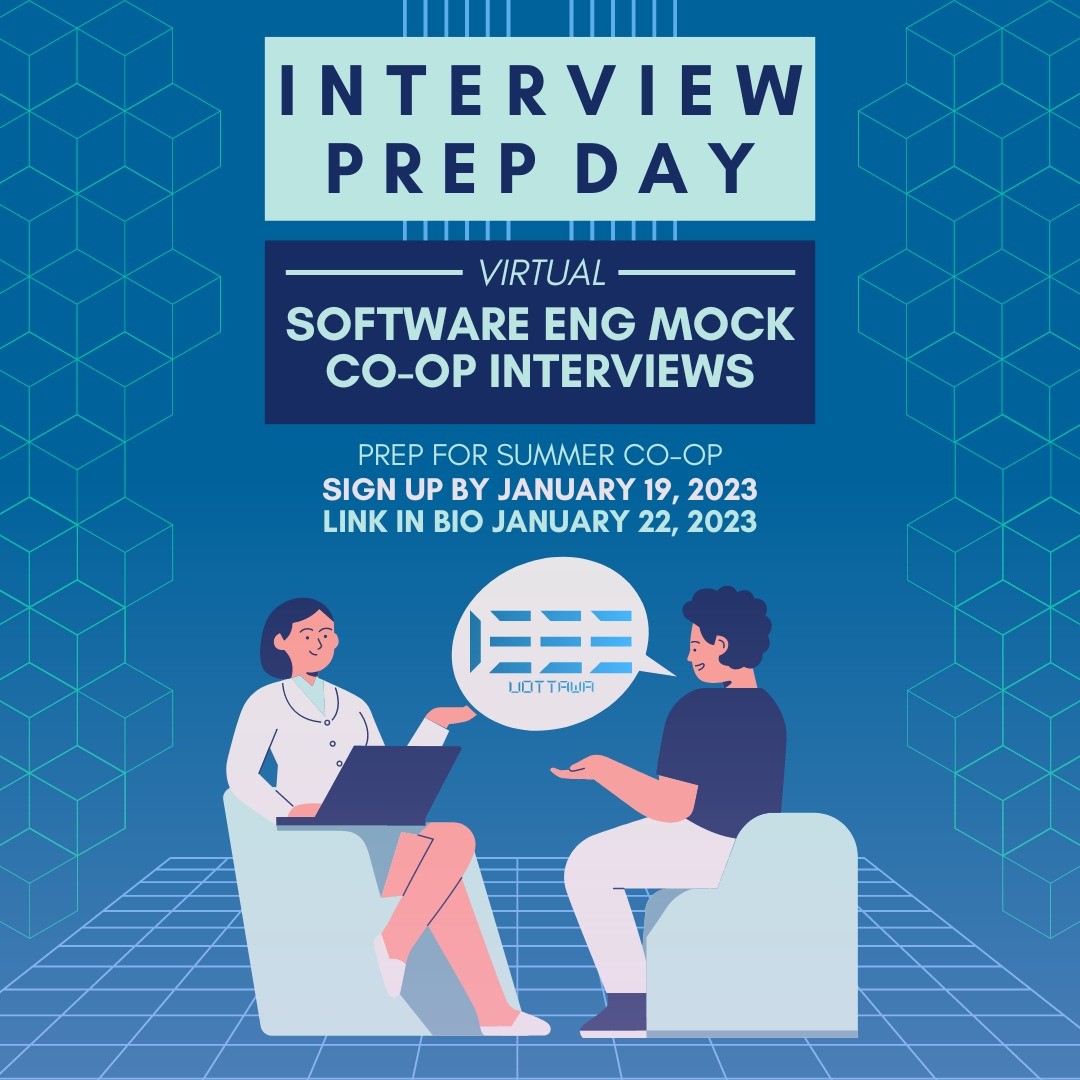 INTERVIEW
PREP DAY
VIRTUAL
SOFTWARE ENG MOCK
CO-OP INTERVIEWS
PREP FOR SUMMER CO-OP
SIGN UP BY JANUARY 19, 2023
LINK IN BIO JANUARY 22, 2023
UOTTAWA